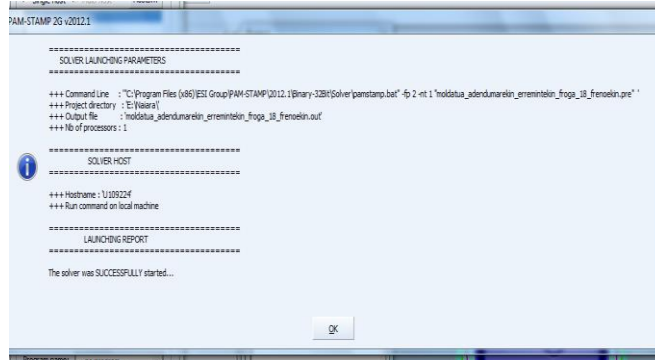 PAM-STAMP 2G v2012.1
========================================
SOLVER LAUNCHING PARAMETERS
========================================
+++ Command Line : '"C:\Program Files (x86)\ESI Group\PAM-STAMP\2012.1\Binary-32Bit\Solver\pamstamp.bat" -fp 2 -nt 1 "moldatua_adendumarekin_erremintekin_froga_18_frenoekin.pre" '
+++ Project directory : 'E:\Naiara\'
+++ Output file : 'moldatua_adendumarekin_erremintekin_froga_18_frenoekin.out'
+++ Nb of processors : 1
========================================
SOLVER HOST
========================================
+++ Hostname : 'U109224'
+++ Run command on local machine
========================================
LAUNCHING REPORT
========================================
The solver was SUCCESSFULLY started...
OK